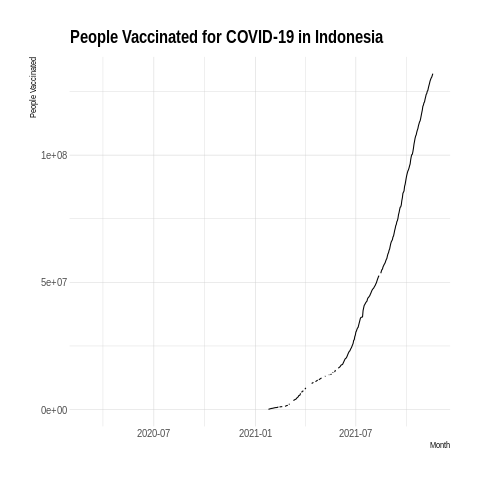 People Vaccinated for COVID-19 in Indonesia
People Vaccinated
1e+08
5e+07
0e+00
2020-07 2021-01 2021-07
Month